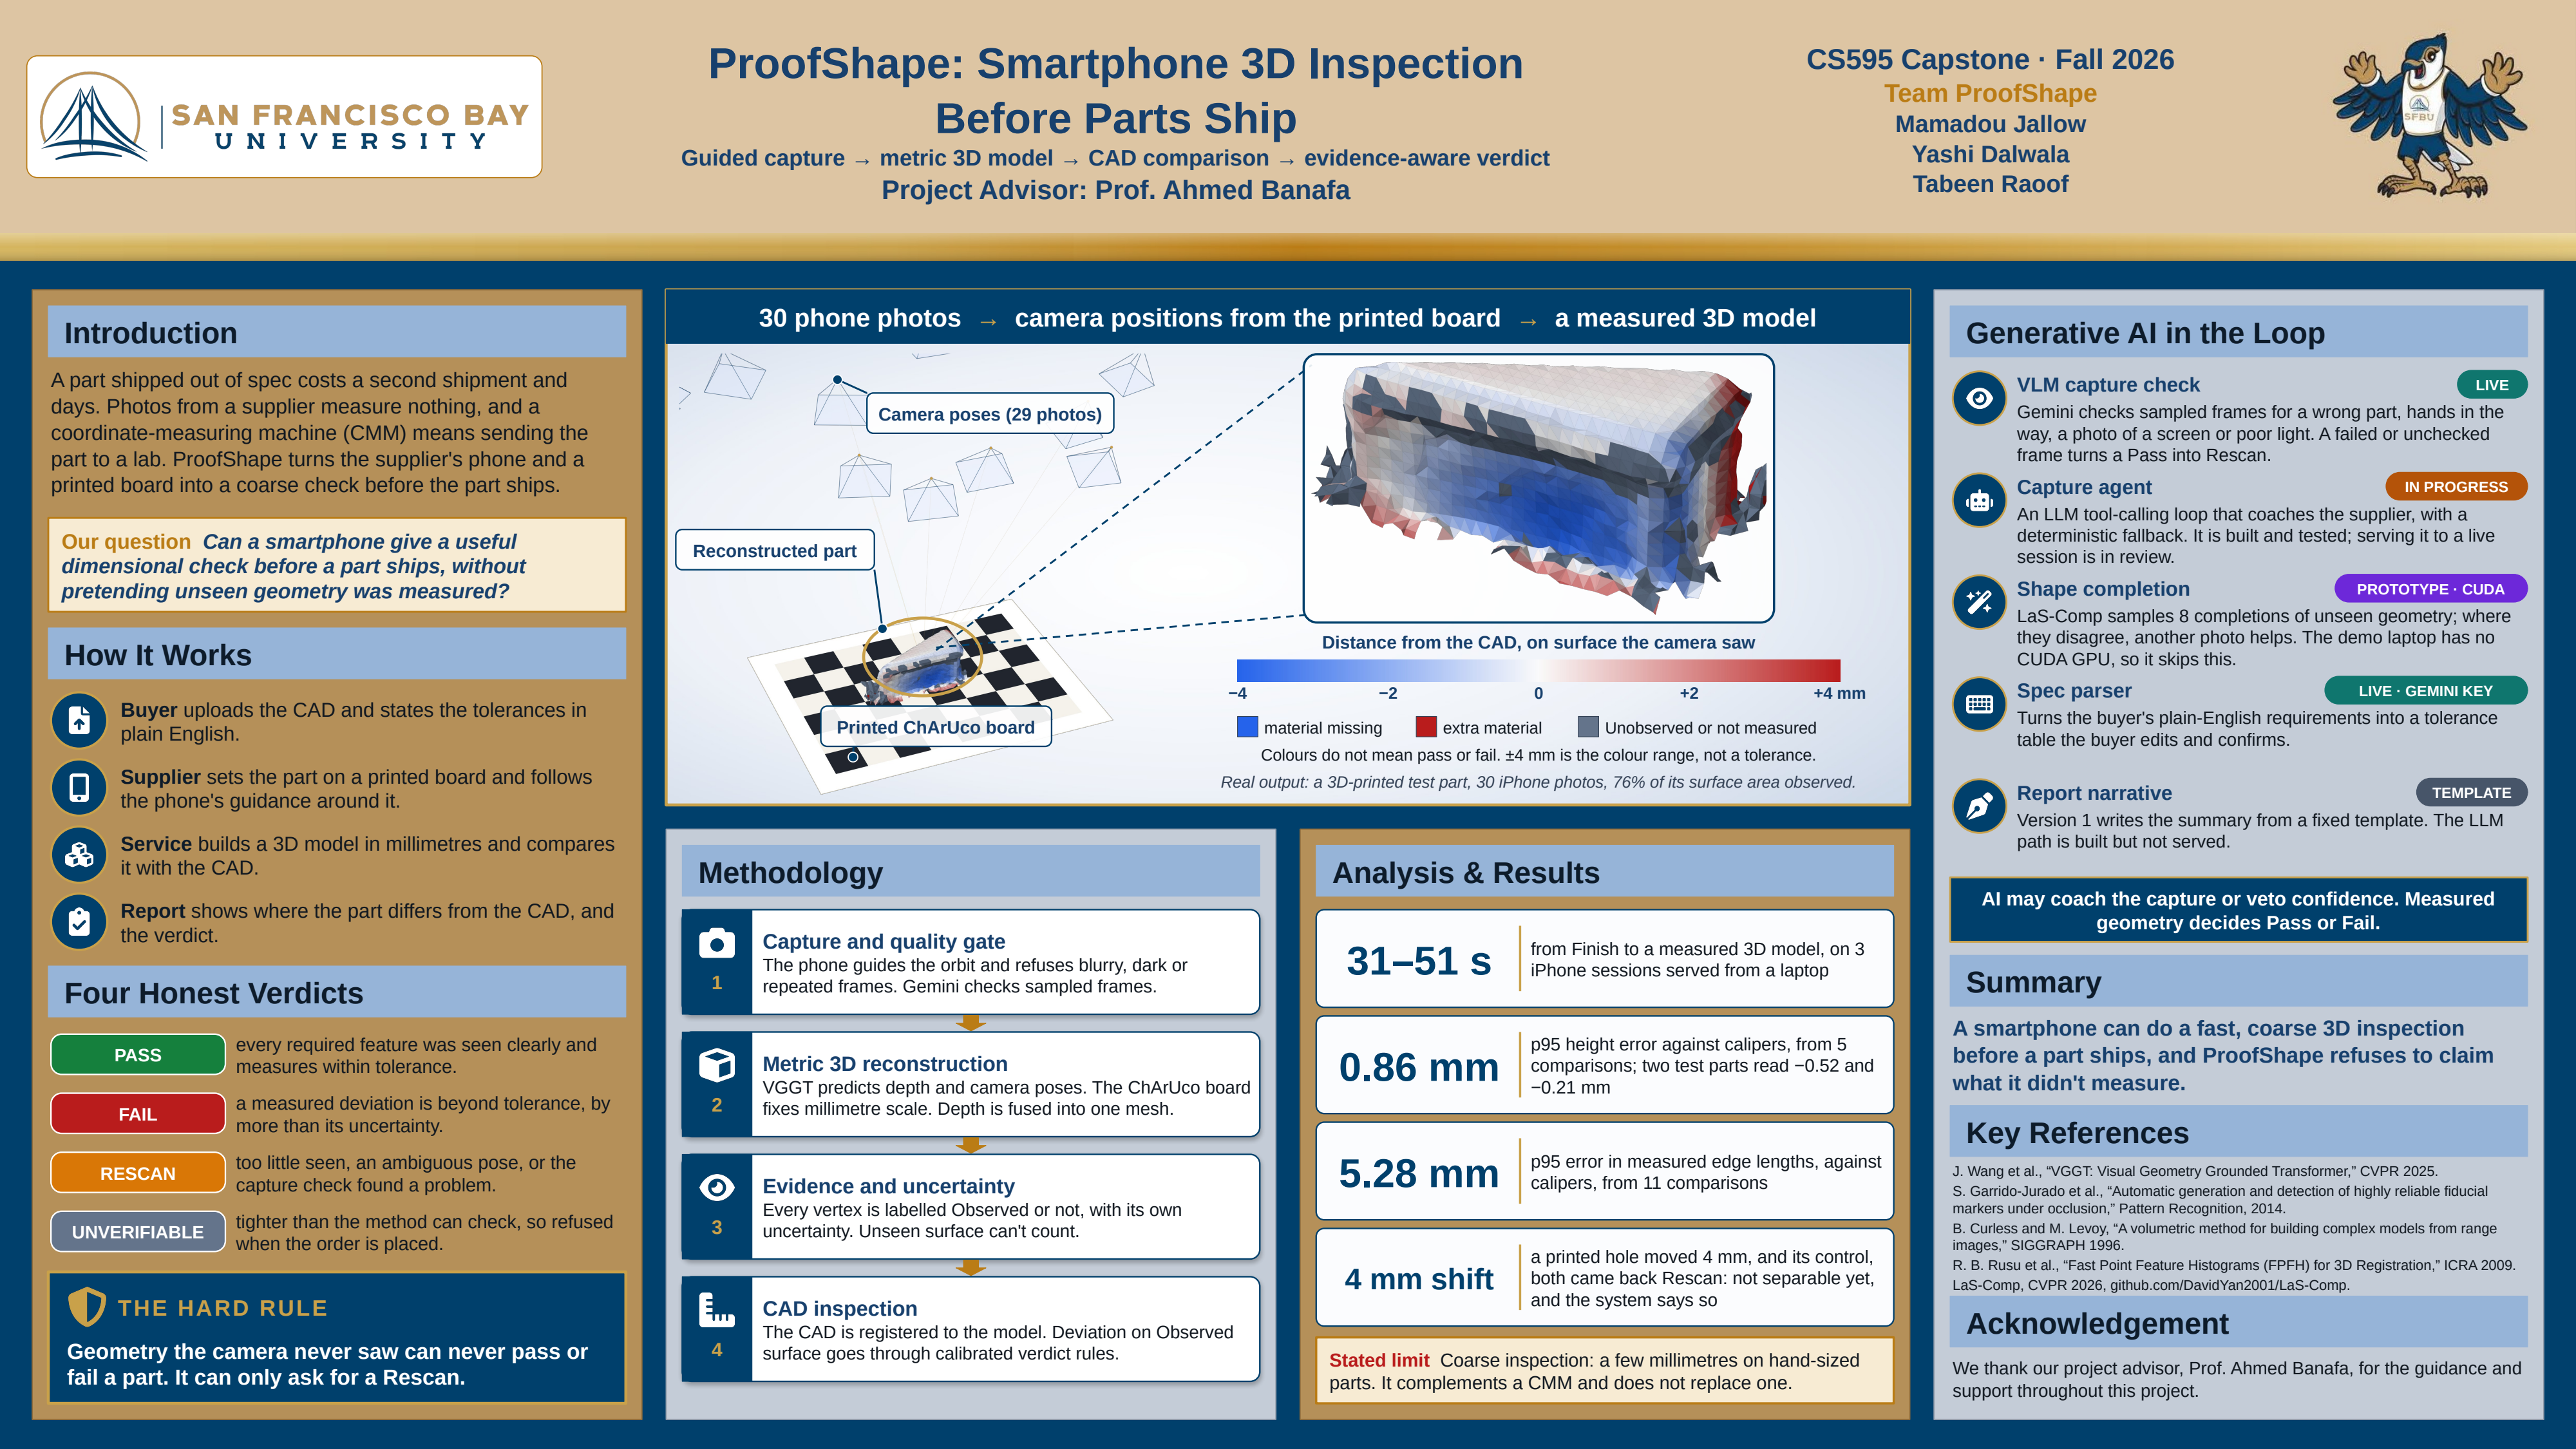 SAN FRANCISCO BAY
UNIVERSITY
ProofShape: Smartphone 3D Inspection
Before Parts Ship
Guided capture → metric 3D model → CAD comparison → evidence-aware verdict
Project Advisor: Prof. Ahmed Banafa
CS595 Capstone · Fall 2026
Team ProofShape
Mamadou Jallow
Yashi Dalwala
Tabeen Raoof
SFBU
Introduction
A part shipped out of spec costs a second shipment and
days. Photos from a supplier measure nothing, and a
coordinate-measuring machine (CMM) means sending the
part to a lab. ProofShape turns the supplier's phone and a
printed board into a coarse check before the part ships.
Our question Can a smartphone give a useful
dimensional check before a part ships, without
pretending unseen geometry was measured?
How It Works
Buyer uploads the CAD and states the tolerances in
plain English.
Supplier sets the part on a printed board and follows
the phone's guidance around it.
Service builds a 3D model in millimetres and compares
it with the CAD.
Report shows where the part differs from the CAD, and
the verdict.
Four Honest Verdicts
PASS
every required feature was seen clearly and
measures within tolerance.
FAIL
a measured deviation is beyond tolerance, by
more than its uncertainty.
RESCAN
too little seen, an ambiguous pose, or the
capture check found a problem.
UNVERIFIABLE
tighter than the method can check, so refused
when the order is placed.
THE HARD RULE
Geometry the camera never saw can never pass or
fail a part. It can only ask for a Rescan.
30 phone photos → camera positions from the printed board → a measured 3D model
Camera poses (29 photos)
Reconstructed part
Printed ChArUco board
Distance from the CAD, on surface the camera saw
−4 −2 0 +2 +4 mm
material missing extra material Unobserved or not measured
Colours do not mean pass or fail. ±4 mm is the colour range, not a tolerance.
Real output: a 3D-printed test part, 30 iPhone photos, 76% of its surface area observed.
Methodology
1
Capture and quality gate
The phone guides the orbit and refuses blurry, dark or
repeated frames. Gemini checks sampled frames.
2
Metric 3D reconstruction
VGGT predicts depth and camera poses. The ChArUco board
fixes millimetre scale. Depth is fused into one mesh.
3
Evidence and uncertainty
Every vertex is labelled Observed or not, with its own
uncertainty. Unseen surface can't count.
4
CAD inspection
The CAD is registered to the model. Deviation on Observed
surface goes through calibrated verdict rules.
Analysis & Results
31–51 s
from Finish to a measured 3D model, on 3
iPhone sessions served from a laptop
0.86 mm
p95 height error against calipers, from 5
comparisons; two test parts read −0.52 and
−0.21 mm
5.28 mm
p95 error in measured edge lengths, against
calipers, from 11 comparisons
4 mm shift
a printed hole moved 4 mm, and its control,
both came back Rescan: not separable yet,
and the system says so
Stated limit Coarse inspection: a few millimetres on hand-sized
parts. It complements a CMM and does not replace one.
Generative AI in the Loop
VLM capture check LIVE
Gemini checks sampled frames for a wrong part, hands in the
way, a photo of a screen or poor light. A failed or unchecked
frame turns a Pass into Rescan.
Capture agent IN PROGRESS
An LLM tool-calling loop that coaches the supplier, with a
deterministic fallback. It is built and tested; serving it to a live
session is in review.
Shape completion PROTOTYPE · CUDA
LaS-Comp samples 8 completions of unseen geometry; where
they disagree, another photo helps. The demo laptop has no
CUDA GPU, so it skips this.
Spec parser LIVE · GEMINI KEY
Turns the buyer's plain-English requirements into a tolerance
table the buyer edits and confirms.
Report narrative TEMPLATE
Version 1 writes the summary from a fixed template. The LLM
path is built but not served.
AI may coach the capture or veto confidence. Measured
geometry decides Pass or Fail.
Summary
A smartphone can do a fast, coarse 3D inspection
before a part ships, and ProofShape refuses to claim
what it didn't measure.
Key References
J. Wang et al., “VGGT: Visual Geometry Grounded Transformer,” CVPR 2025.
S. Garrido-Jurado et al., “Automatic generation and detection of highly reliable fiducial
markers under occlusion,” Pattern Recognition, 2014.
B. Curless and M. Levoy, “A volumetric method for building complex models from range
images,” SIGGRAPH 1996.
R. B. Rusu et al., “Fast Point Feature Histograms (FPFH) for 3D Registration,” ICRA 2009.
LaS-Comp, CVPR 2026, github.com/DavidYan2001/LaS-Comp.
Acknowledgement
We thank our project advisor, Prof. Ahmed Banafa, for the guidance and
support throughout this project.